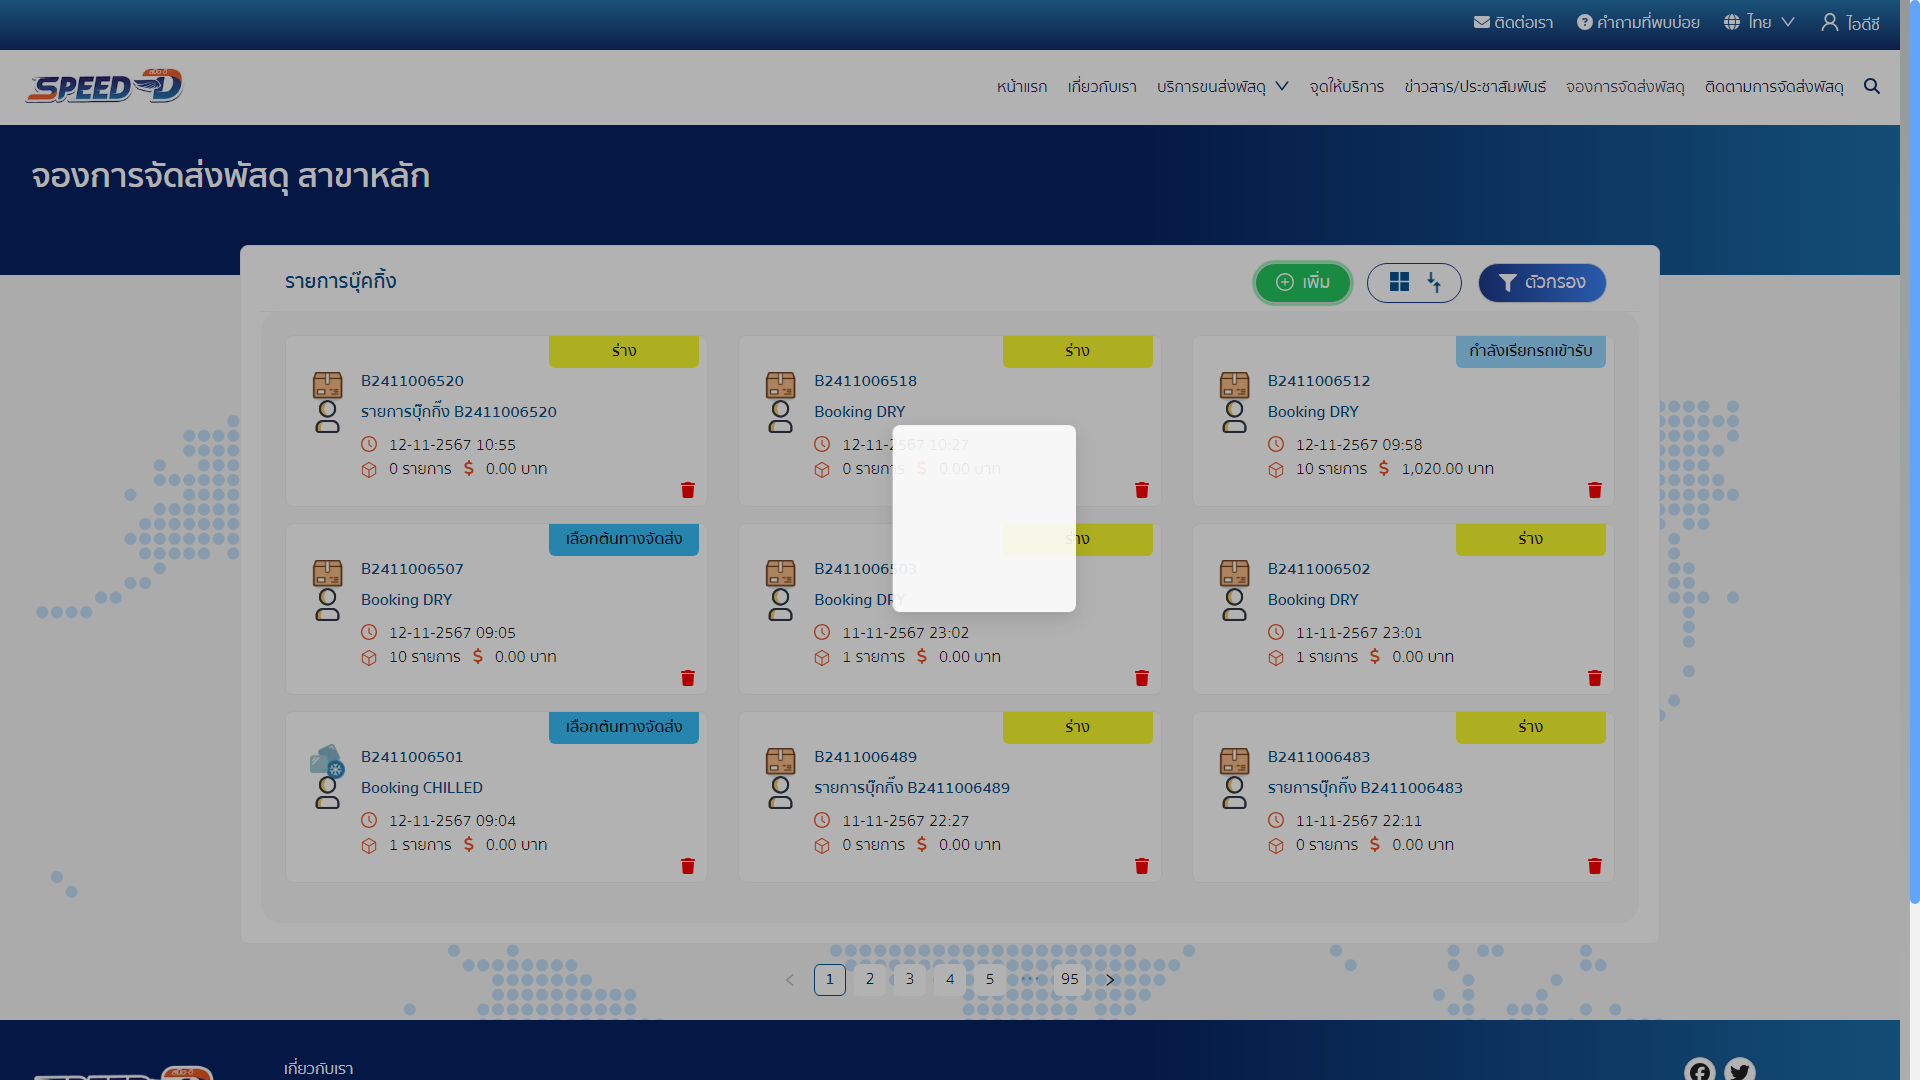 ติดต่อเรา คำถามที่พบบ่อย ไทย ไอดีซี
SPEED D
หน้าแรก เกี่ยวกับเรา บริการขนส่งพัสดุ จุดให้บริการ ข่าวสาร/ประชาสัมพันธ์ จองการจัดส่งพัสดุ ติดตามการจัดส่งพัสดุ
จองการจัดส่งพัสดุ สาขาหลัก
รายการบุ๊คกิ้ง เพิ่ม ตัวกรอง
ร่าง
B2411006520
รายการบุ๊กกิ๊ง B2411006520
12-11-2567 10:55
0 รายการ $ 0.00 บาท
ร่าง
B2411006518
Booking DRY
12-11-2567 10:27
0 รายการ $ 0.00 บาท
กำลังเรียกรถเข้ารับ
B2411006512
Booking DRY
12-11-2567 09:58
10 รายการ $ 1,020.00 บาท
เลือกต้นทางจัดส่ง
B2411006507
Booking DRY
12-11-2567 09:05
10 รายการ $ 0.00 บาท
ร่าง
B2411006503
Booking DRY
11-11-2567 23:02
1 รายการ $ 0.00 บาท
ร่าง
B2411006502
Booking DRY
11-11-2567 23:01
1 รายการ $ 0.00 บาท
เลือกต้นทางจัดส่ง
B2411006501
Booking CHILLED
12-11-2567 09:04
1 รายการ $ 0.00 บาท
ร่าง
B2411006489
รายการบุ๊กกิ๊ง B2411006489
11-11-2567 22:27
0 รายการ $ 0.00 บาท
ร่าง
B2411006483
รายการบุ๊กกิ๊ง B2411006483
11-11-2567 22:11
0 รายการ $ 0.00 บาท
1 2 3 4 5 ••• 95
เกี่ยวกับเรา